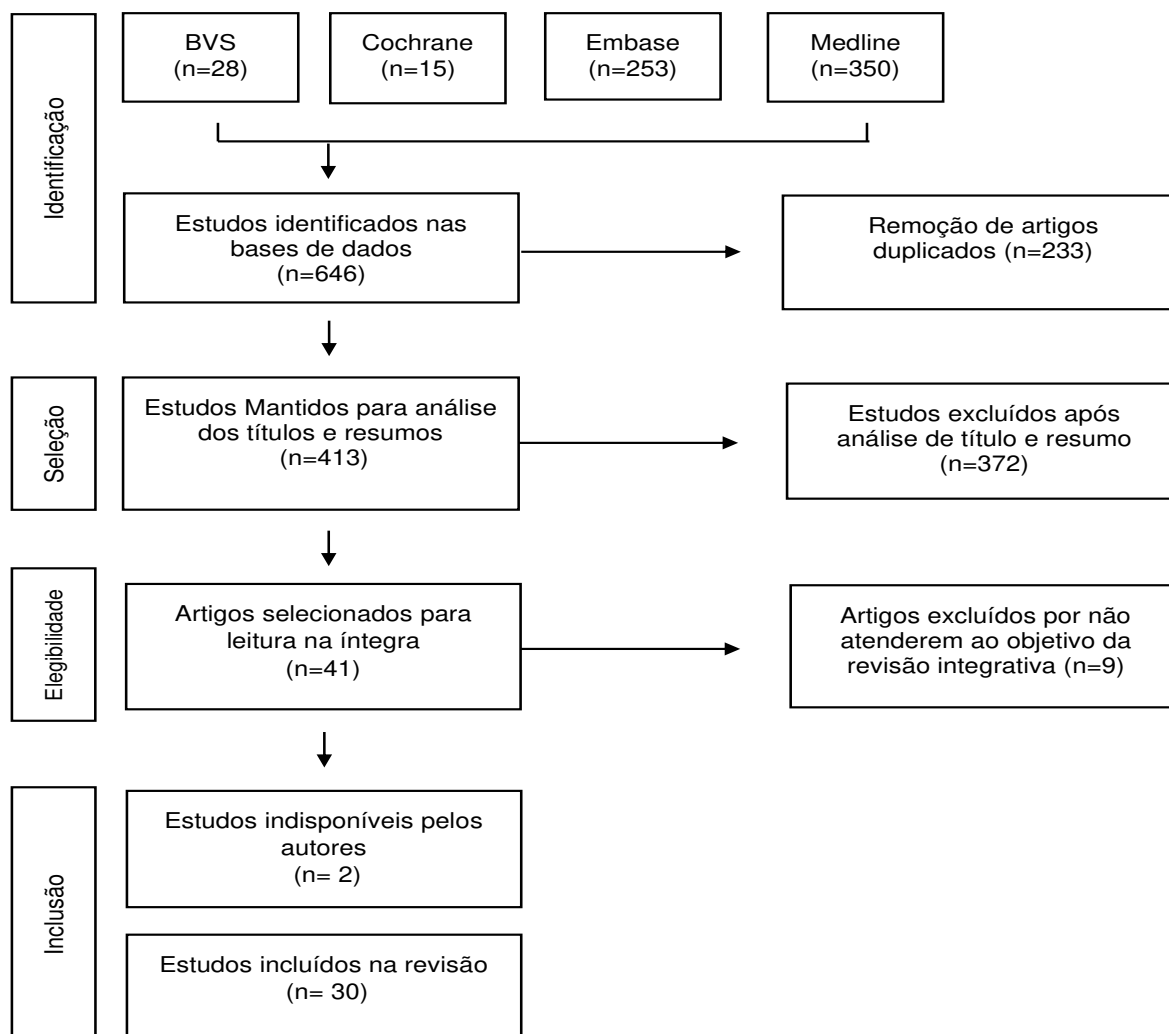 Identificação
BVS
(n=28)
Cochrane
(n=15)
Embase
(n=253)
Medline
(n=350)
Estudos identificados nas
bases de dados
(n=646)
Remoção de artigos
duplicados (n=233)
Seleção
Estudos Mantidos para análise
dos títulos e resumos
(n=413)
Estudos excluídos após
análise de título e resumo
(n=372)
Elegibilidade
Artigos selecionados para
leitura na íntegra
(n=41)
Artigos excluídos por não
atenderem ao objetivo da
revisão integrativa (n=9)
Inclusão
Estudos indisponíveis pelos
autores
(n= 2)
Estudos incluídos na revisão
(n= 30)